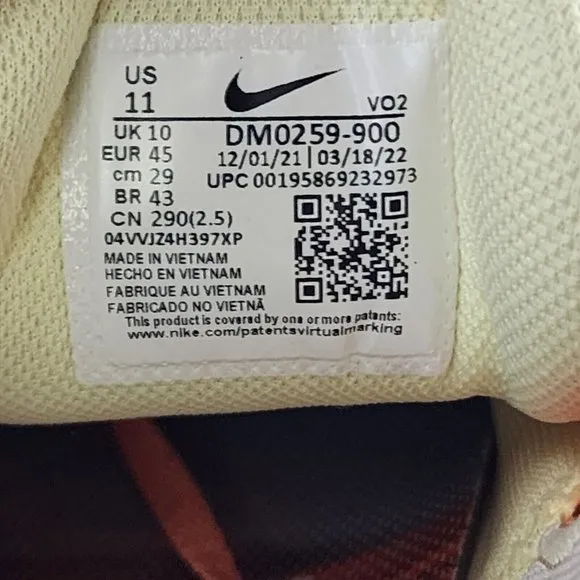 US
11
VO2
UK 10
DM0259-900
EUR 45
12/01/21 | 03/18/22
cm 29
UPC 00195869232973
BR 43
CN 290(2.5)
04VVJZ4H397XP
MADE IN VIETNAM
HECHO EN VIETNAM
FABRIQUE AU VIETNAM
FABRICADO NO VIETNÃ
This product is covered by one or more patents:
www.nike.com/patentsvirtualmarking